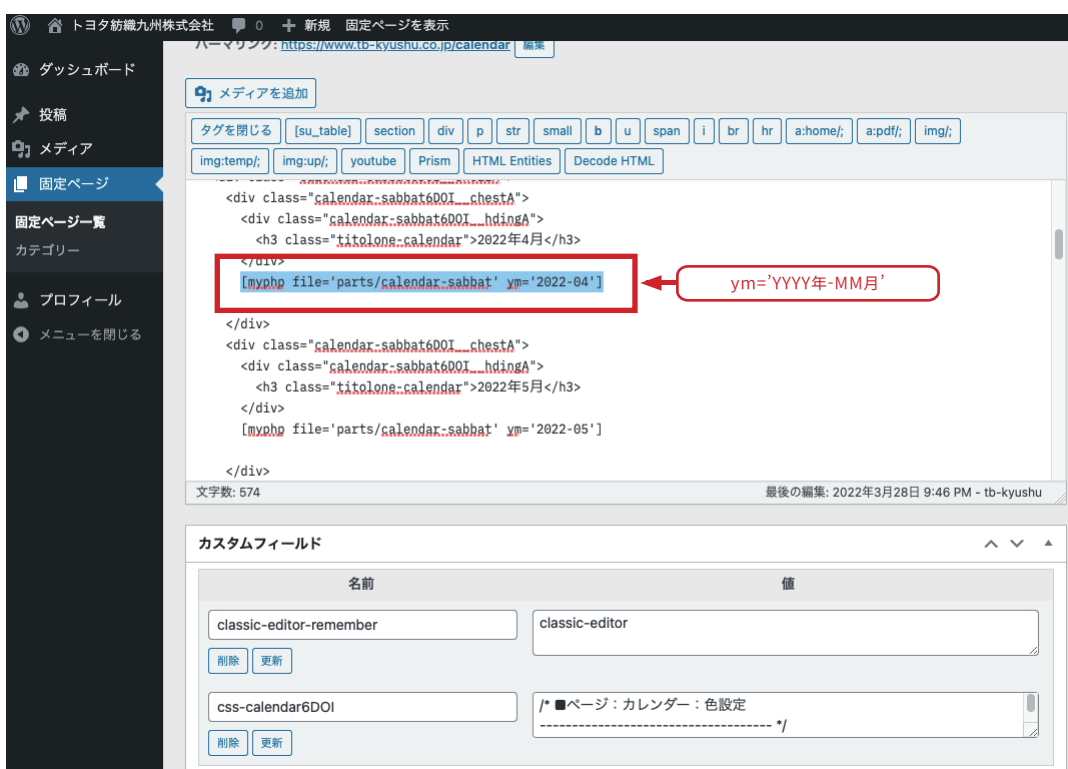 トヨタ紡織九州株式会社 0 新規 固定ページを表示
ダッシュボード
投稿
メディア
固定ページ
固定ページ一覧
カテゴリー
プロフィール
メニューを閉じる
パーマリンク: https://www.tb-kyushu.co.jp/calendar 編集
メディアを追加
タグを閉じる [su_table] section div p str small b u span i br hr a:home/; a:pdf/; img/;
img:temp/; img:up/; youtube Prism HTML Entities Decode HTML
<div class="calendar-sabbat6DOI__chestA">
<div class="calendar-sabbat6DOI__hdingA">
<h3 class="titolone-calendar">2022年4月</h3>
</div>
[myphp file='parts/calendar-sabbat' ym='2022-04']
ym='YYYY年-MM月'
</div>
<div class="calendar-sabbat6DOI__chestA">
<div class="calendar-sabbat6DOI__hdingA">
<h3 class="titolone-calendar">2022年5月</h3>
</div>
[myphp file='parts/calendar-sabbat' ym='2022-05']
</div>
文字数: 574 最後の編集: 2022年3月28日 9:46 PM - tb-kyushu
カスタムフィールド
名前 値
classic-editor-remember classic-editor
削除 更新
css-calendar6DOI /* ■ページ：カレンダー：色設定
------------------------------------ */
削除 更新